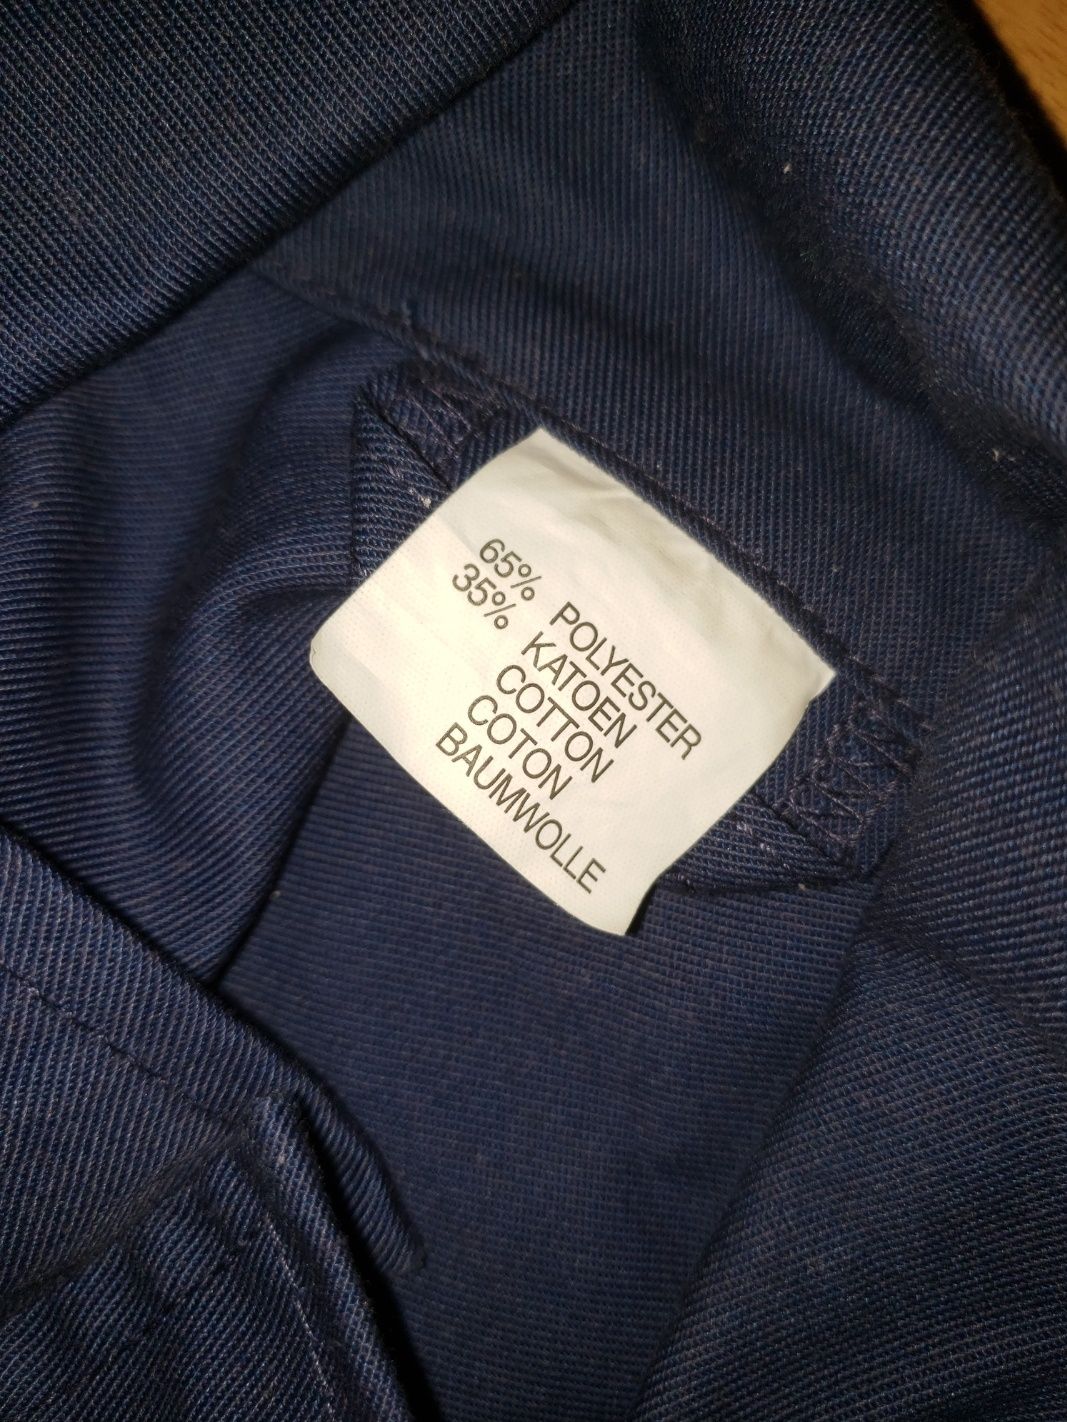 65% POLYESTER
35% KATOEN
COTTON
COTON
BAUMWOLLE